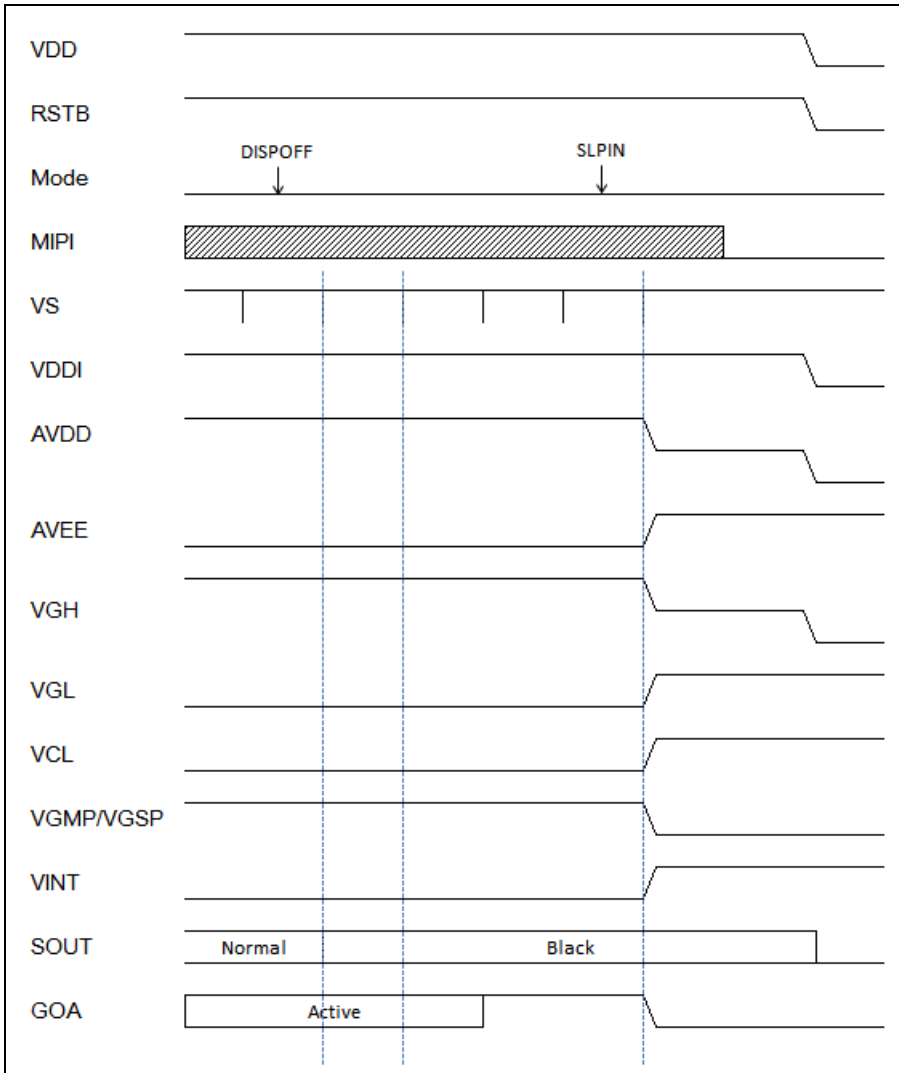 VDD
RSTB
DISPOFF
SLPIN
Mode
MIPI
VS
VDDI
AVDD
AVEE
VGH
VGL
VCL
VGMP/VGSP
VINT
SOUT
Normal
Black
GOA
Active